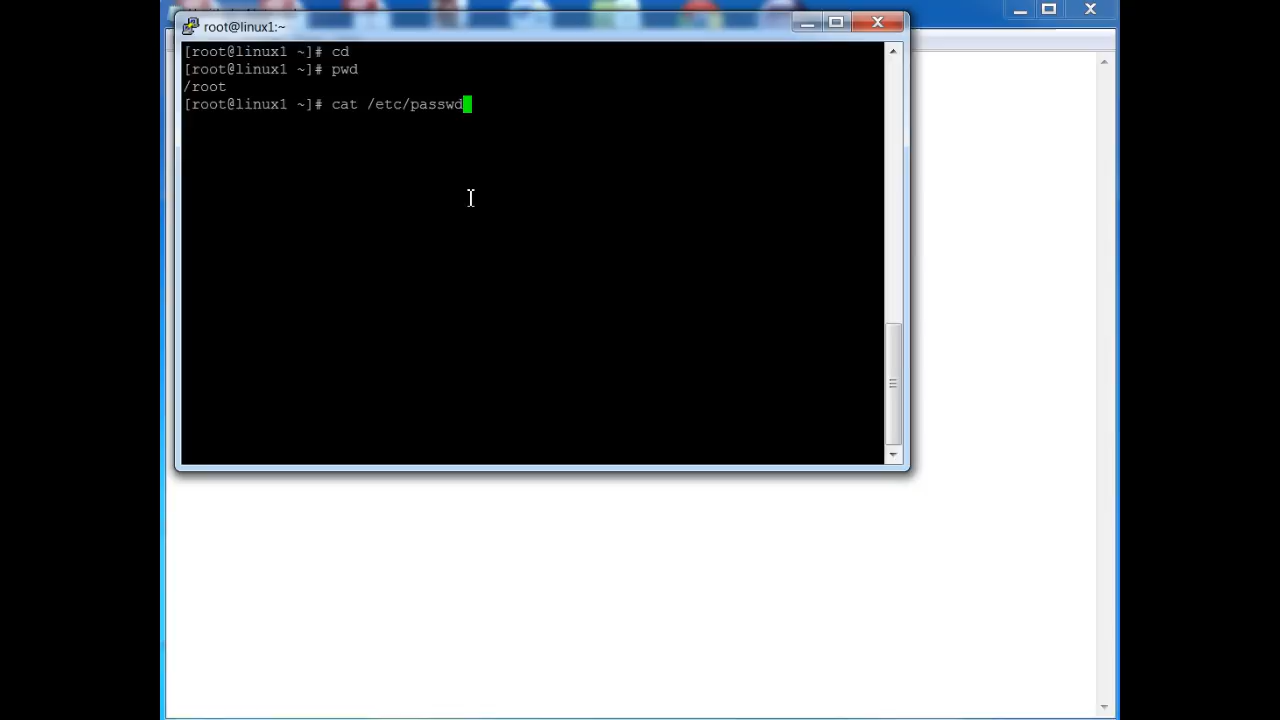 root@linux1:~
[root@linux1 ~]# cd
[root@linux1 ~]# pwd
/root
[root@linux1 ~]# cat /etc/passwd